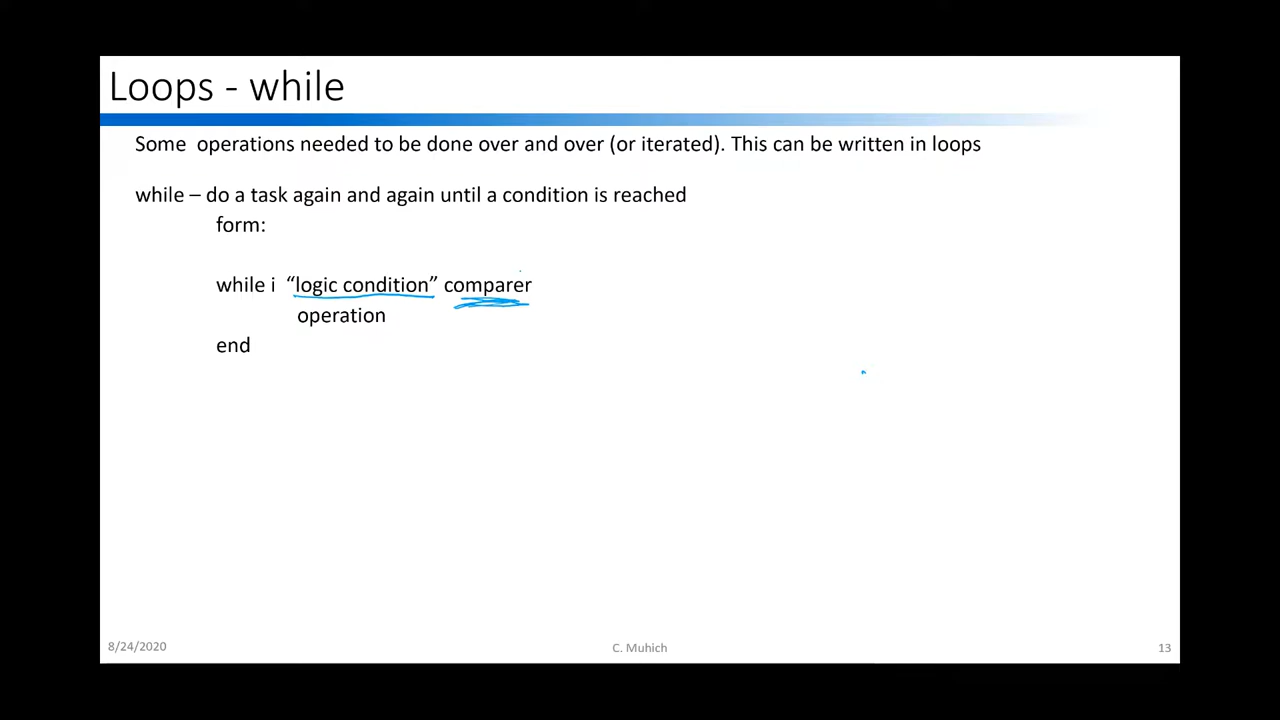 Loops - while
Some operations needed to be done over and over (or iterated). This can be written in loops
while – do a task again and again until a condition is reached
form:
while i “logic condition” comparer
operation
end
8/24/2020
C. Muhich
13